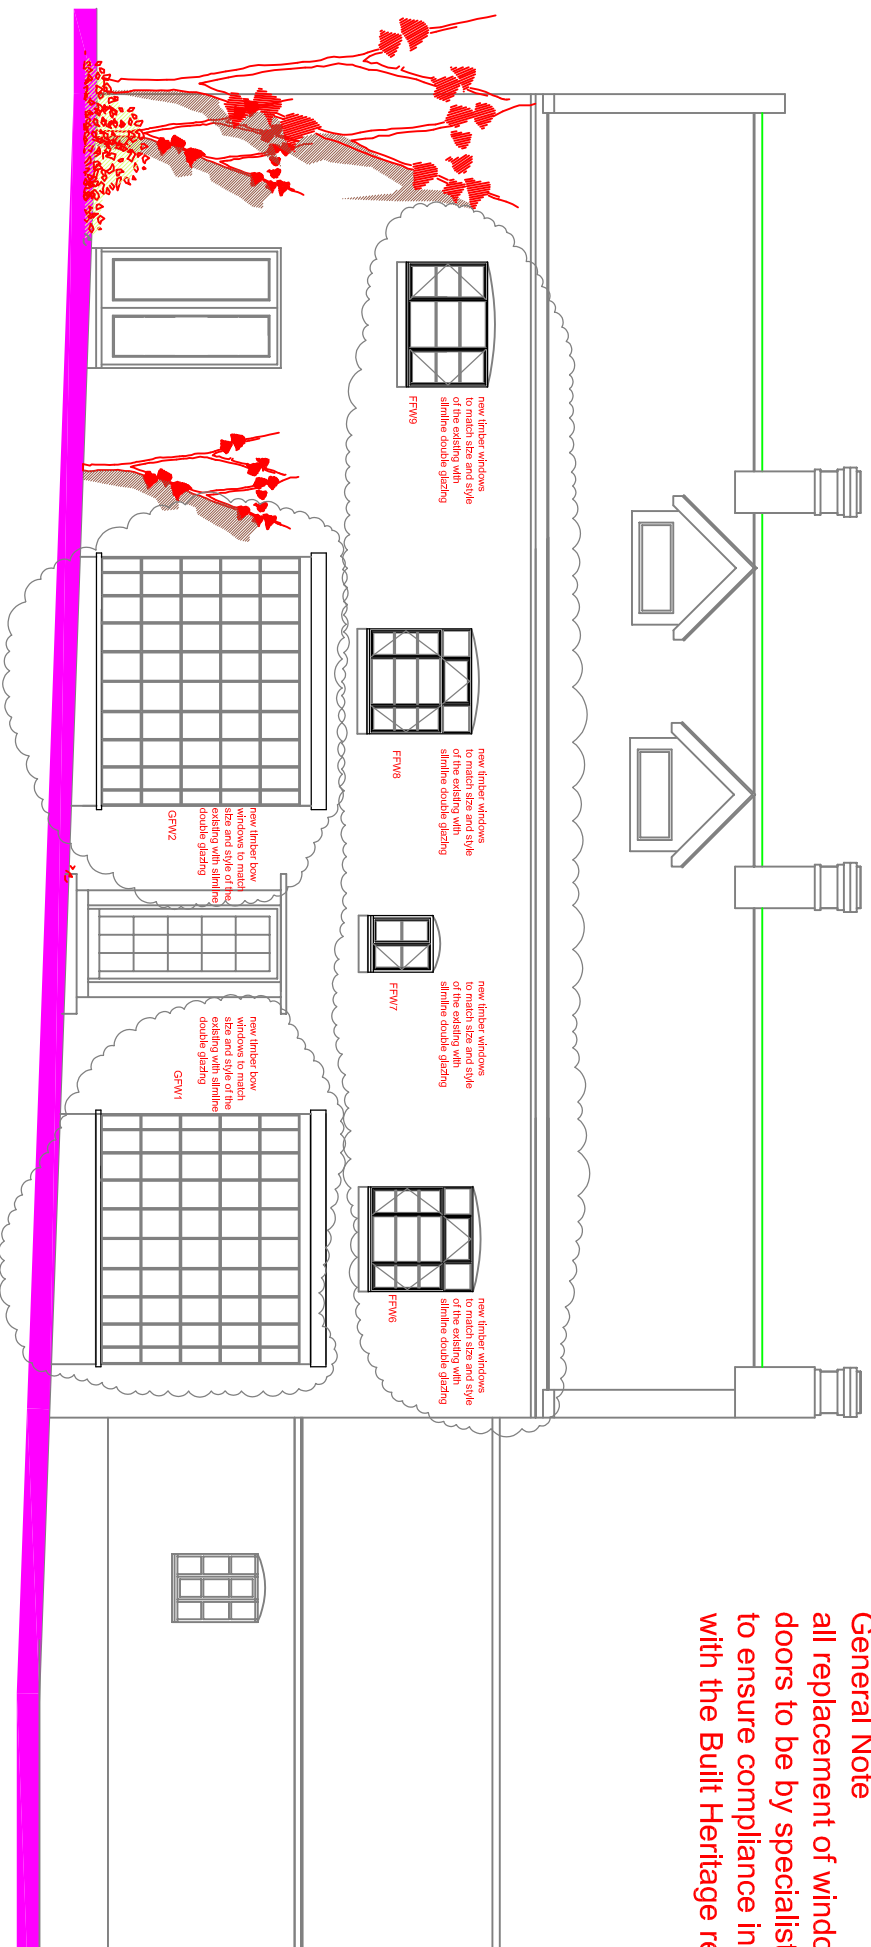 General Note
all replacement of
doors to be by specialist
to ensure compliance in
with the Built Heritage
new timber windows
to match size and style
of the existing with
slimline double glazing
FFW9
new timber windows
to match size and style
of the existing with
slimline double glazing
FFW8
new timber windows
to match size and style
of the existing with
slimline double glazing
FFW7
new timber windows
to match size and style
of the existing with
slimline double glazing
FFW6
new timber bow
windows to match
size and style of the
existing with slimline
double glazing
GFW2
new timber bow
windows to match
size and style of the
existing with slimline
double glazing
GFW1